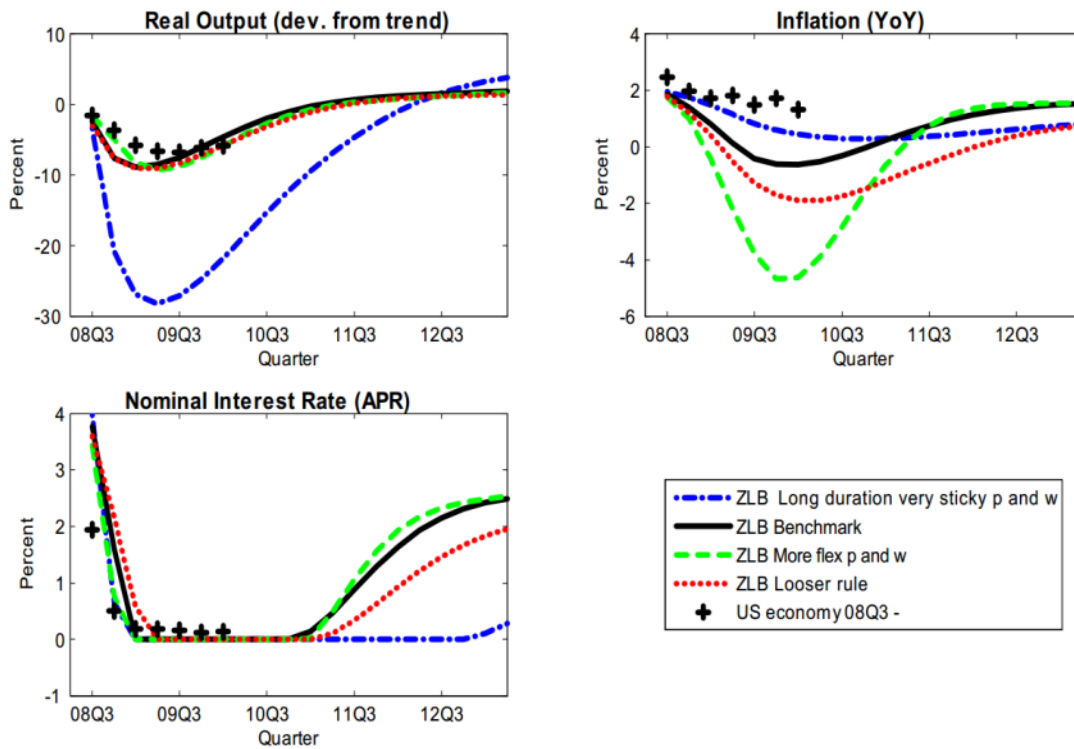 Real Output (dev. from trend)
10
0
-10
-20
-30
Percent
08Q3 09Q3 10Q3 11Q3 12Q3
Quarter
Inflation (YoY)
4
2
0
-2
-4
-6
Percent
08Q3 09Q3 10Q3 11Q3 12Q3
Quarter
Nominal Interest Rate (APR)
4
3
2
1
0
-1
Percent
08Q3 09Q3 10Q3 11Q3 12Q3
Quarter
ZLB Long duration very sticky p and w
ZLB Benchmark
ZLB More flex p and w
ZLB Looser rule
US economy 08Q3 -